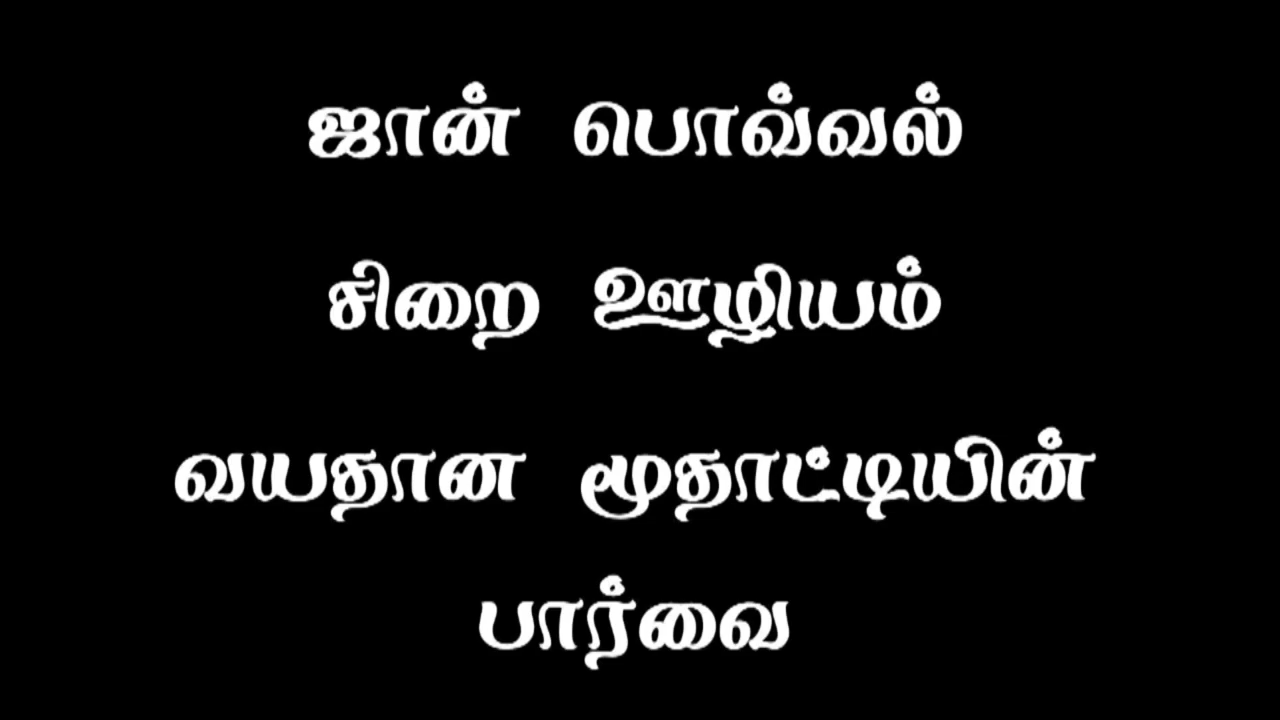 ஜான் பொவ்வல்
சிறை ஊழியம்
வயதான மூதாட்டியின்
பார்வை